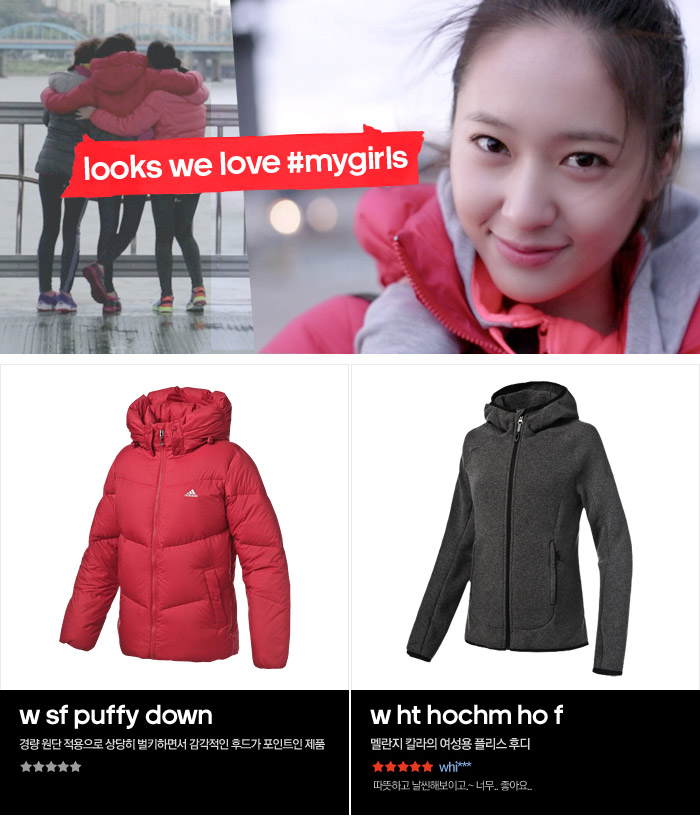 looks we love #mygirls
adidas
w sf puffy down
경량 원단 적용으로 상당히 벌키하면서 감각적인 후드가 포인트인 제품
w ht hochm ho f
멜란지 칼라의 여성용 플리스 후디
whi***
따뜻하고 날씬해보이고.~ 너무.. 좋아요..